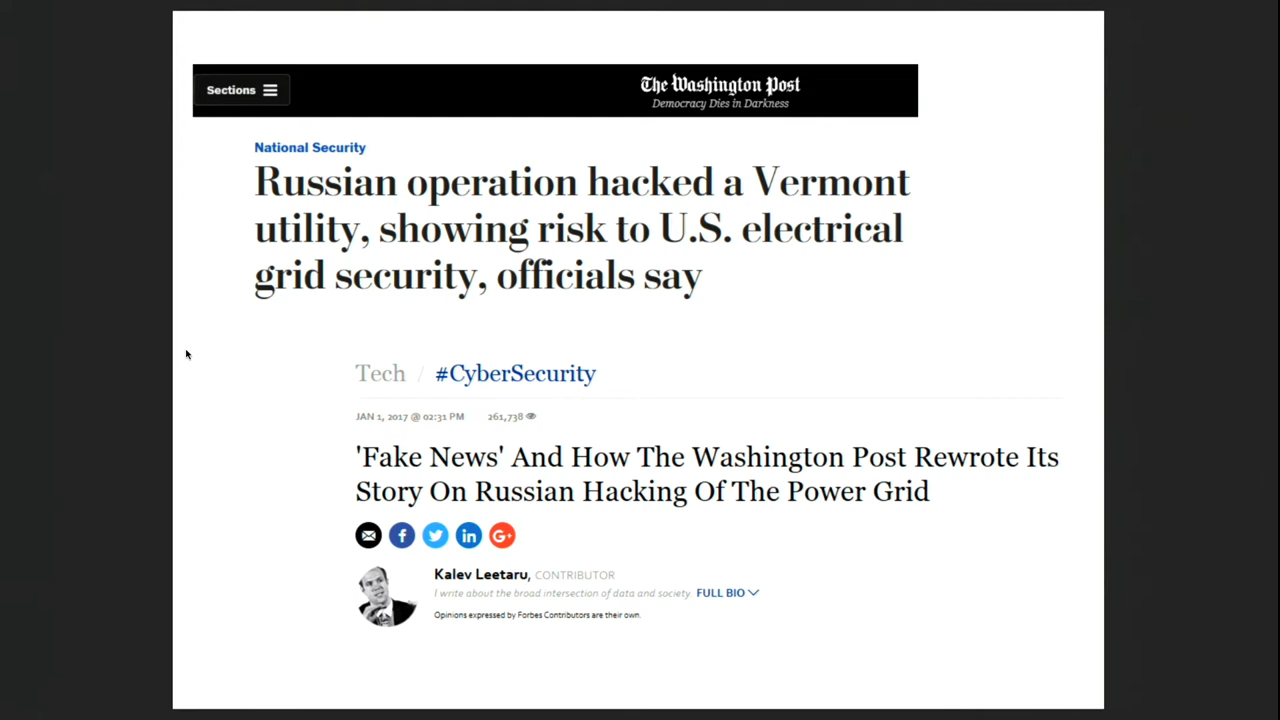 Sections
The Washington Post
Democracy Dies in Darkness
National Security
Russian operation hacked a Vermont
utility, showing risk to U.S. electrical
grid security, officials say
Tech / #CyberSecurity
JAN 1, 2017 @ 02:31 PM 261,738
'Fake News' And How The Washington Post Rewrote Its
Story On Russian Hacking Of The Power Grid
f in G+
Kalev Leetaru, CONTRIBUTOR
I write about the broad intersection of data and society. FULL BIO
Opinions expressed by Forbes Contributors are their own.